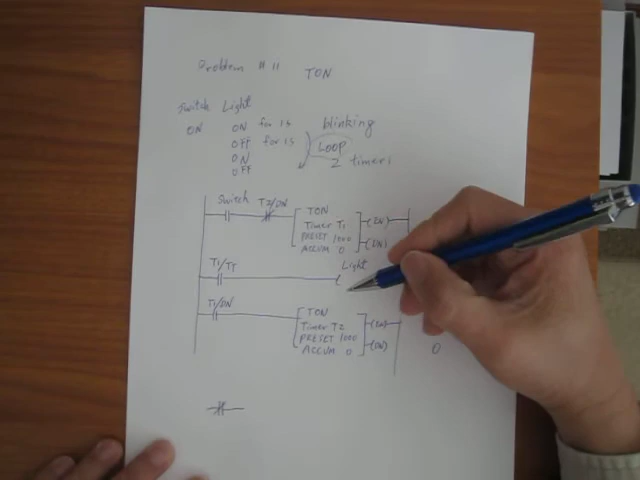 Problem # 11 TON
Switch Light
ON ON for 1s blinking
OFF for 1s Loop
ON 2 timers
OFF
Switch T2/DN
TON
Timer T1 (EN)
PRESET 1000
ACCUM 0 (DN)
T1/TT Light
T1/DN
TON
Timer T2 (EN)
PRESET 1000
ACCUM 0 (DN)
0